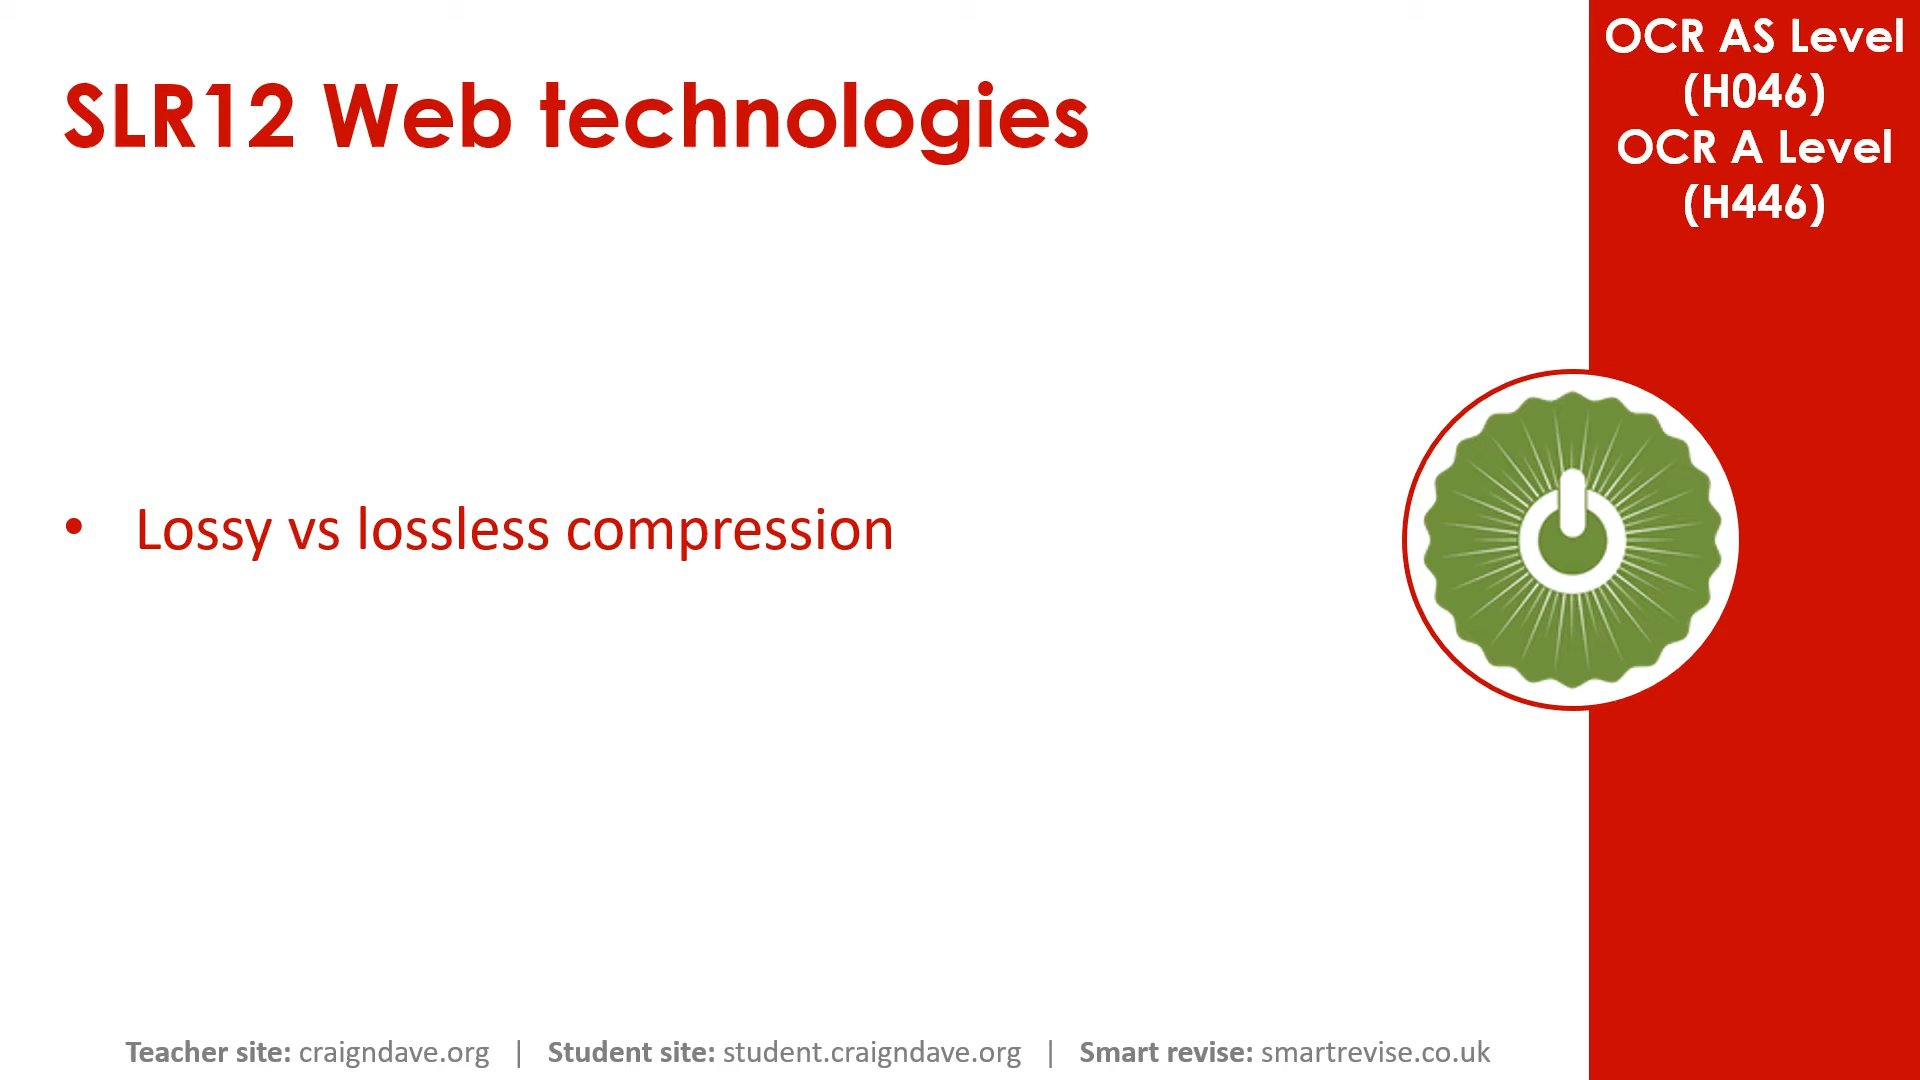 SLR12 Web technologies
• Lossy vs lossless compression
OCR AS Level
(H046)
OCR A Level
(H446)
Teacher site: craigndave.org | Student site: student.craigndave.org | Smart revise: smartrevise.co.uk